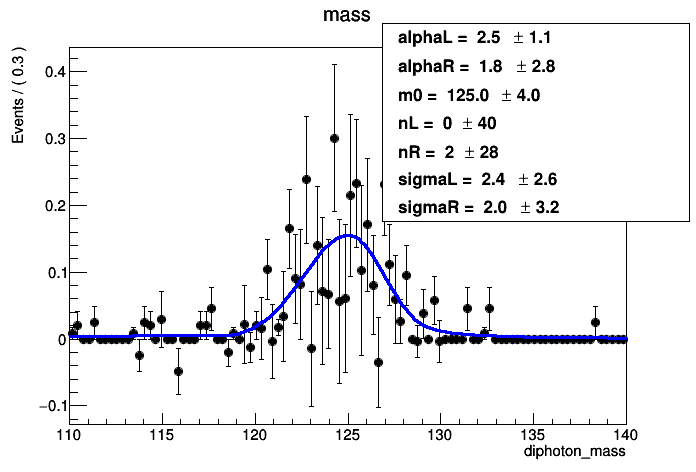 mass
alphaL = 2.5 ± 1.1
alphaR = 1.8 ± 2.8
m0 = 125.0 ± 4.0
nL = 0 ± 40
nR = 2 ± 28
sigmaL = 2.4 ± 2.6
sigmaR = 2.0 ± 3.2
Events / ( 0.3 )
0.4
0.3
0.2
0.1
0
−0.1
110 115 120 125 130 135 140
diphoton_mass